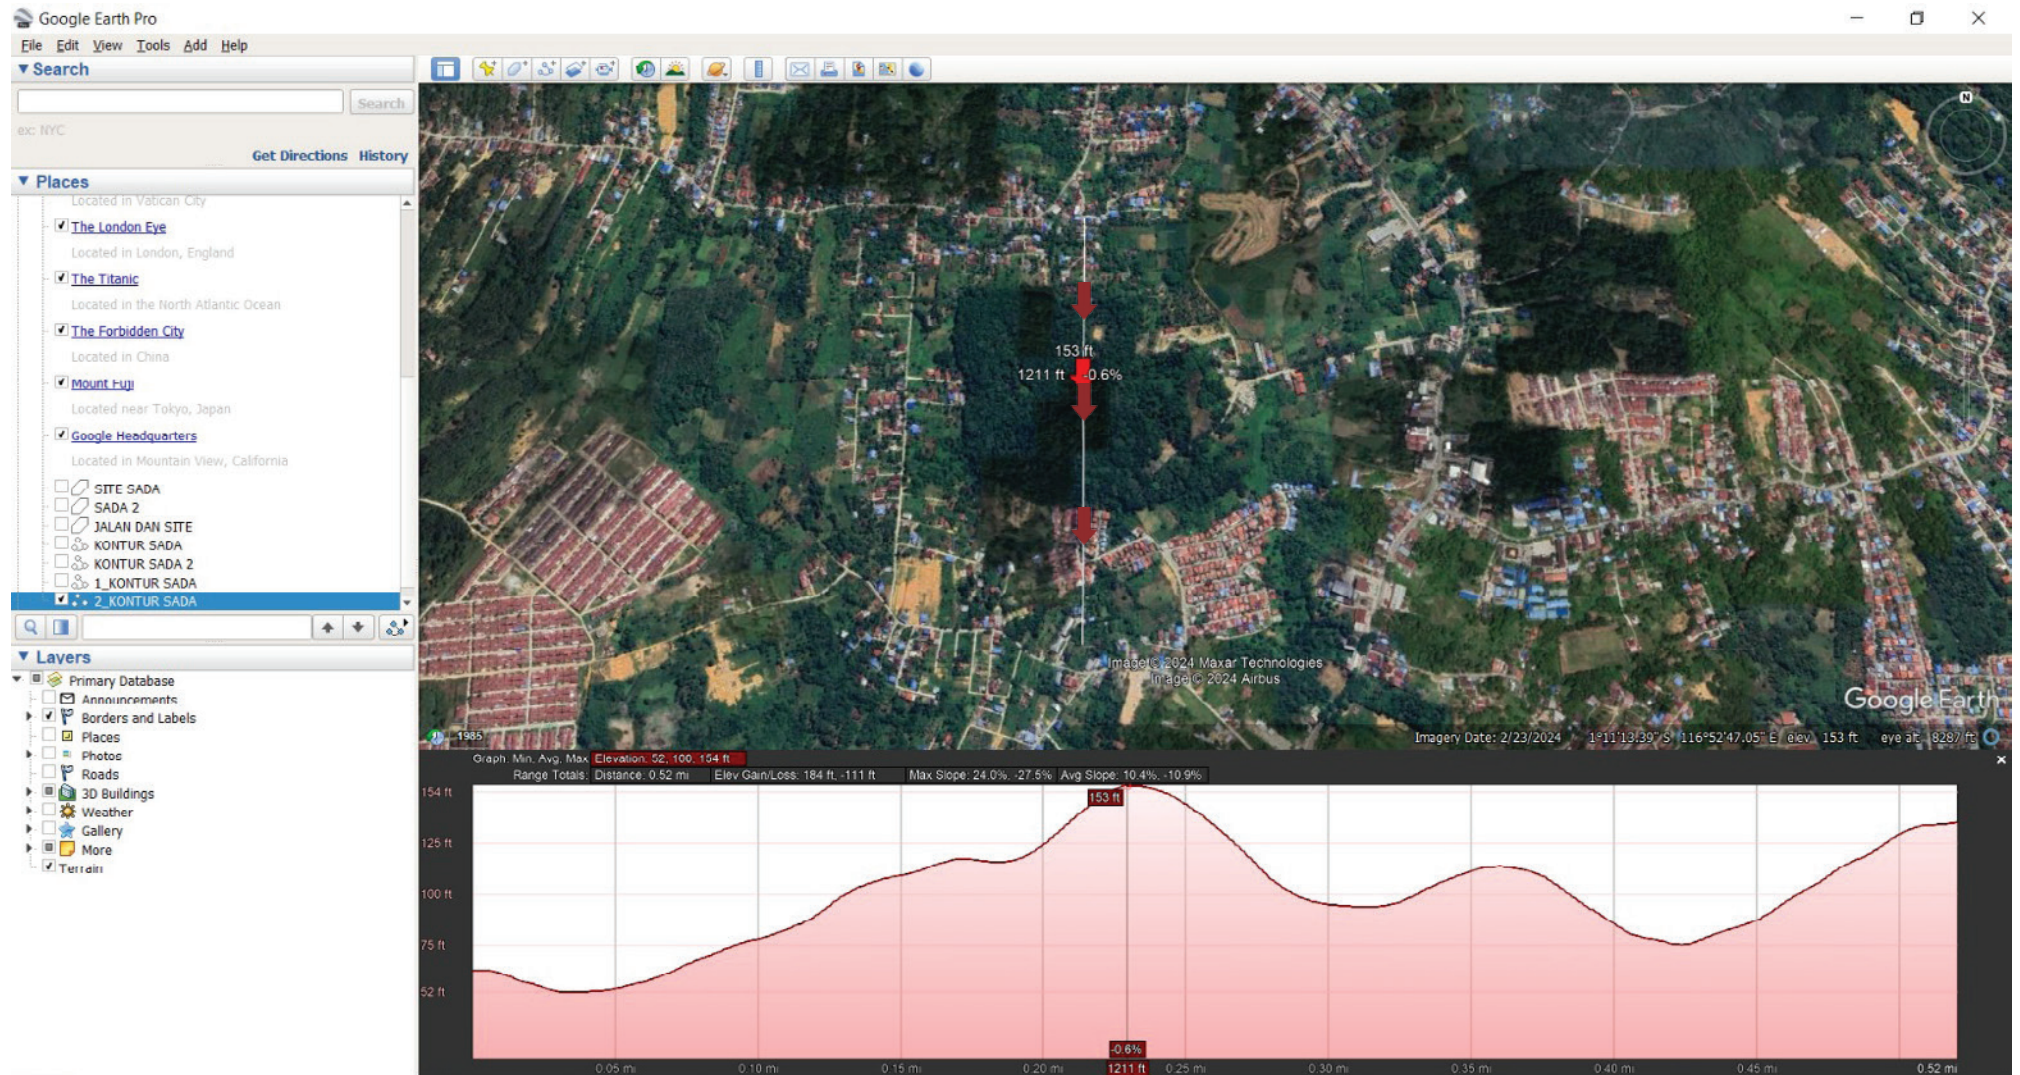 Google Earth Pro
File Edit View Tools Add Help
Search
Search
ex: NYC
Get Directions History
Places
Located in Vatican City
The London Eye
Located in London, England
The Titanic
Located in the North Atlantic Ocean
The Forbidden City
Located in China
Mount Fuji
Located near Tokyo, Japan
Google Headquarters
Located in Mountain View, California
SITE SADA
SADA 2
JALAN DAN SITE
KONTUR SADA
KONTUR SADA 2
1_KONTUR SADA
2_KONTUR SADA
Layers
Primary Database
Announcements
Borders and Labels
Places
Photos
Roads
3D Buildings
Weather
Gallery
More
Terrain
N
153 ft
1211 ft -0.6%
Image © 2024 Maxar Technologies
Image © 2024 Airbus
Google Earth
1985
Imagery Date: 2/23/2024 1°11'13.39" S 116°52'47.05" E elev 153 ft eye alt 8287 ft
Graph: Min, Avg, Max Elevation: 52, 100, 154 ft
Range Totals: Distance: 0.52 mi Elev Gain/Loss: 184 ft, -111 ft Max Slope: 24.0%, -27.5% Avg Slope: 10.4%, -10.9%
154 ft
153 ft
125 ft
100 ft
75 ft
52 ft
-0.6%
0.05 mi 0.10 mi 0.15 mi 0.20 mi 1211 ft 0.25 mi 0.30 mi 0.35 mi 0.40 mi 0.45 mi 0.52 mi